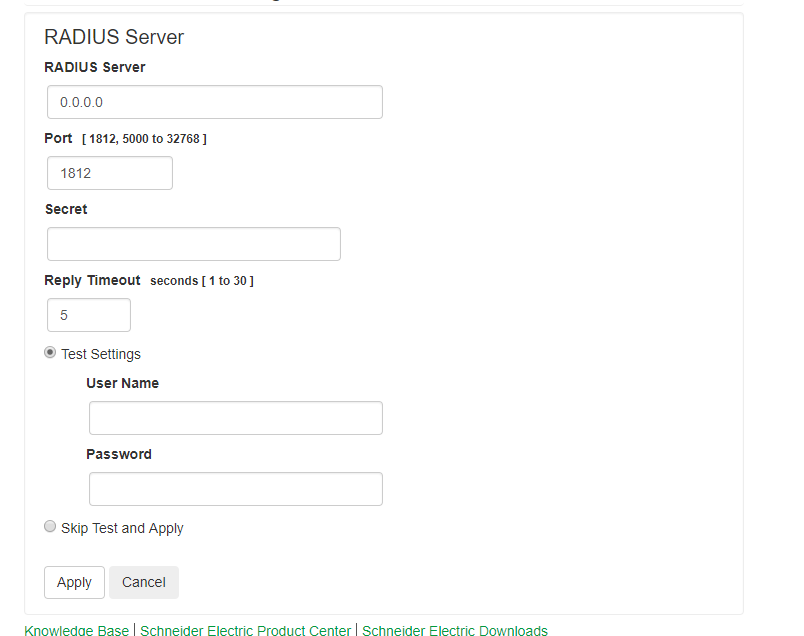 RADIUS Server
RADIUS Server
0.0.0.0
Port [ 1812, 5000 to 32768 ]
1812
Secret
Reply Timeout seconds [ 1 to 30 ]
5
Test Settings
User Name
Password
Skip Test and Apply
Apply Cancel
Knowledge Base | Schneider Electric Product Center | Schneider Electric Downloads